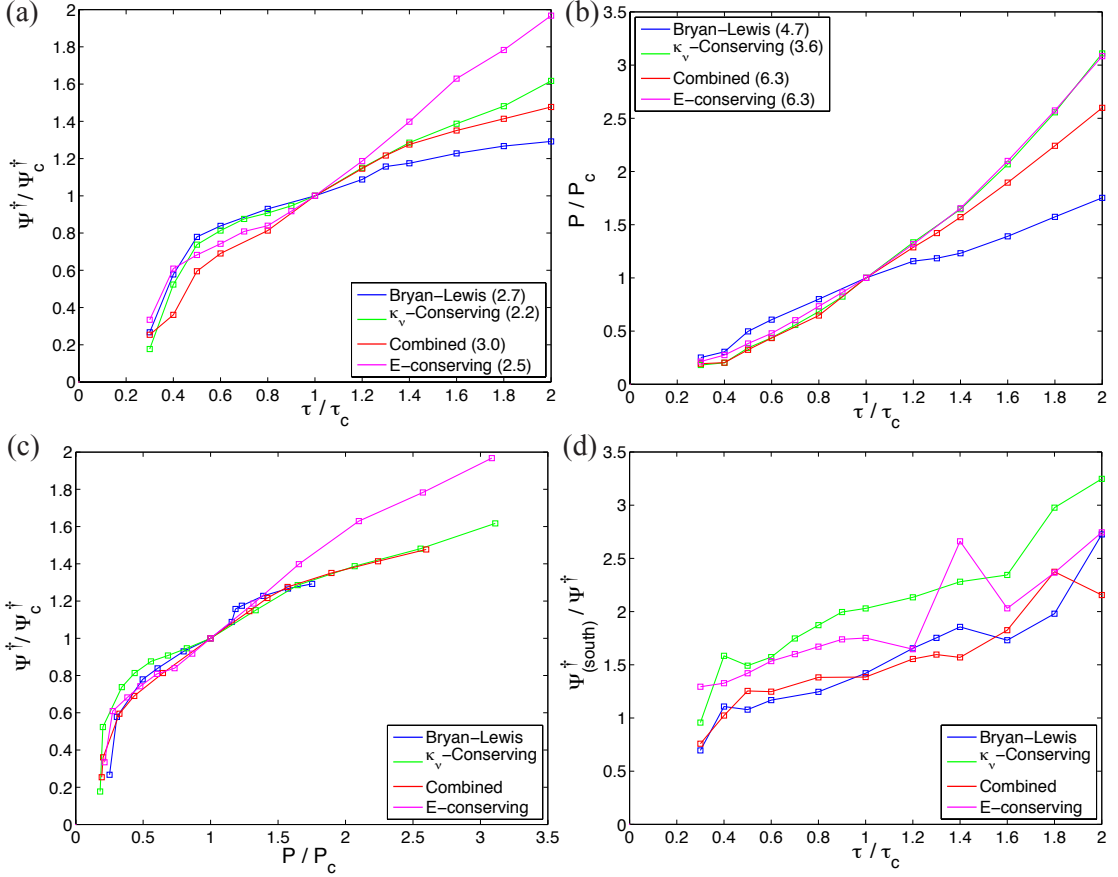 (a)
2
1.8
1.6
1.4
1.2
1
0.8
0.6
0.4
0.2
0
Ψ† / Ψc†
Bryan−Lewis (2.7)
κν−Conserving (2.2)
Combined (3.0)
E−conserving (2.5)
0 0.2 0.4 0.6 0.8 1 1.2 1.4 1.6 1.8 2
τ / τc
(b)
3.5
3
2.5
2
1.5
1
0.5
0
P / Pc
Bryan−Lewis (4.7)
κν−Conserving (3.6)
Combined (6.3)
E−conserving (6.3)
0 0.2 0.4 0.6 0.8 1 1.2 1.4 1.6 1.8 2
τ / τc
(c)
2
1.8
1.6
1.4
1.2
1
0.8
0.6
0.4
0.2
0
Ψ† / Ψc†
Bryan−Lewis
κν−Conserving
Combined
E−conserving
0 0.5 1 1.5 2 2.5 3 3.5
P / Pc
(d)
3.5
3
2.5
2
1.5
1
0.5
0
Ψ†(south) / Ψ†
Bryan−Lewis
κν−Conserving
Combined
E−conserving
0 0.2 0.4 0.6 0.8 1 1.2 1.4 1.6 1.8 2
τ / τc